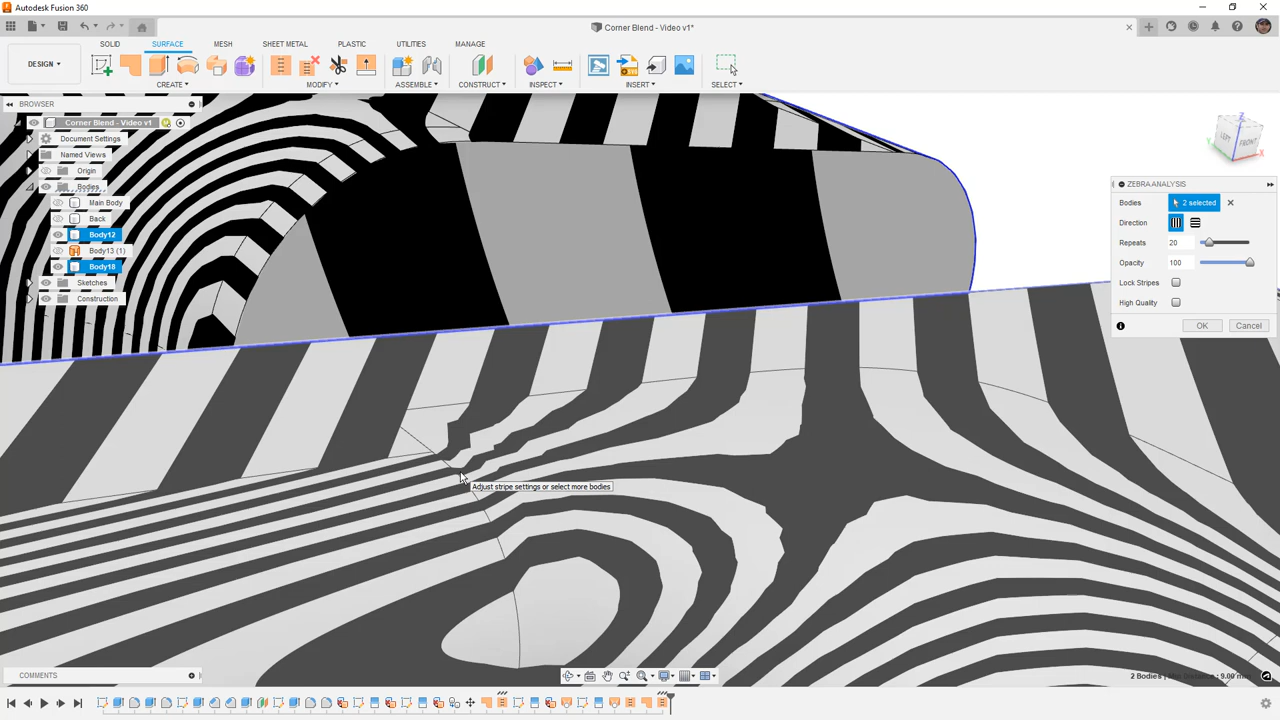 Autodesk Fusion 360
Corner Blend - Video v1*
DESIGN
SOLID
SURFACE
MESH
SHEET METAL
PLASTIC
UTILITIES
MANAGE
CREATE
MODIFY
ASSEMBLE
CONSTRUCT
INSPECT
INSERT
SELECT
BROWSER
Corner Blend - Video v1
Document Settings
Named Views
Origin
Bodies
Main Body
Back
Body12
Body13 (1)
Body18
Sketches
Construction
LEFT
FRONT
Z
Y
X
ZEBRA ANALYSIS
Bodies
2 selected
Direction
Repeats 20
Opacity 100
Lock Stripes
High Quality
OK
Cancel
Adjust stripe settings or select more bodies
COMMENTS